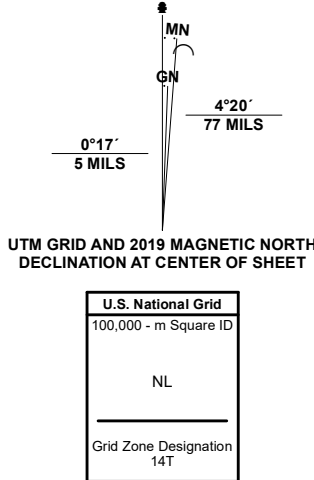 MN
GN
4°20´
77 MILS
0°17´
5 MILS
UTM GRID AND 2019 MAGNETIC NORTH
DECLINATION AT CENTER OF SHEET
U.S. National Grid
100,000 - m Square ID
NL
Grid Zone Designation
14T